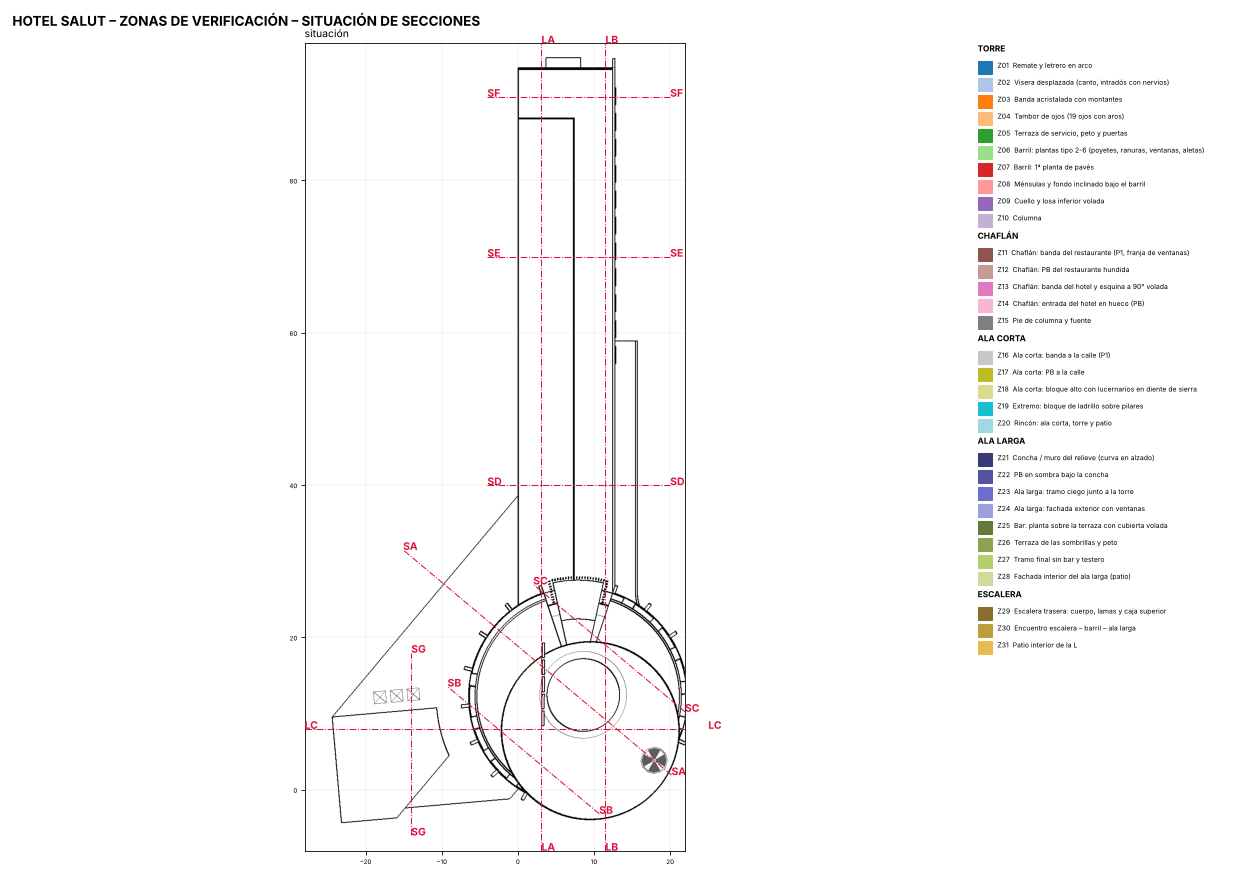 HOTEL SALUT – ZONAS DE VERIFICACIÓN – SITUACIÓN DE SECCIONES
situación
LA
LB
SF
SF
80
SE
SE
60
SD
SD
40
SA
SC
20
SG
SB
SC
LC
LC
SA
0
SB
SG
LA
LB
−20
−10
0
10
20
TORRE
Z01 Remate y letrero en arco
Z02 Visera desplazada (canto, intradós con nervios)
Z03 Banda acristalada con montantes
Z04 Tambor de ojos (19 ojos con aros)
Z05 Terraza de servicio, peto y puertas
Z06 Barril: plantas tipo 2-6 (poyetes, ranuras, ventanas, aletas)
Z07 Barril: 1ª planta de pavés
Z08 Ménsulas y fondo inclinado bajo el barril
Z09 Cuello y losa inferior volada
Z10 Columna
CHAFLÁN
Z11 Chaflán: banda del restaurante (P1, franja de ventanas)
Z12 Chaflán: PB del restaurante hundida
Z13 Chaflán: banda del hotel y esquina a 90° volada
Z14 Chaflán: entrada del hotel en hueco (PB)
Z15 Pie de columna y fuente
ALA CORTA
Z16 Ala corta: banda a la calle (P1)
Z17 Ala corta: PB a la calle
Z18 Ala corta: bloque alto con lucernarios en diente de sierra
Z19 Extremo: bloque de ladrillo sobre pilares
Z20 Rincón: ala corta, torre y patio
ALA LARGA
Z21 Concha / muro del relieve (curva en alzado)
Z22 PB en sombra bajo la concha
Z23 Ala larga: tramo ciego junto a la torre
Z24 Ala larga: fachada exterior con ventanas
Z25 Bar: planta sobre la terraza con cubierta volada
Z26 Terraza de las sombrillas y peto
Z27 Tramo final sin bar y testero
Z28 Fachada interior del ala larga (patio)
ESCALERA
Z29 Escalera trasera: cuerpo, lamas y caja superior
Z30 Encuentro escalera – barril – ala larga
Z31 Patio interior de la L